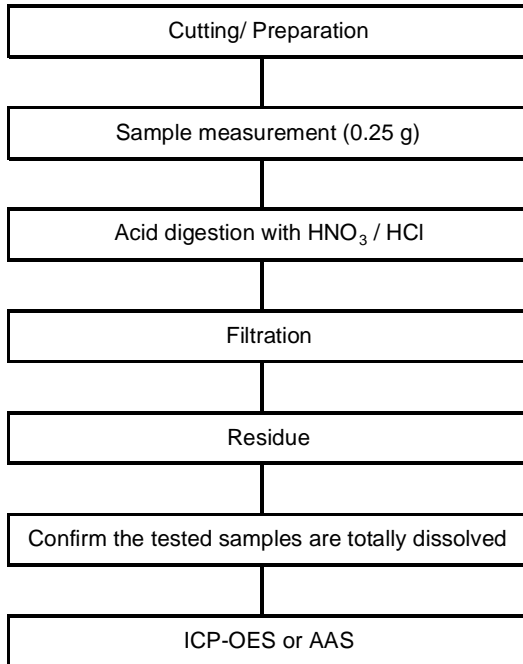 Cutting/ Preparation
Sample measurement (0.25 g)
Acid digestion with HNO₃ / HCl
Filtration
Residue
Confirm the tested samples are totally dissolved
ICP-OES or AAS